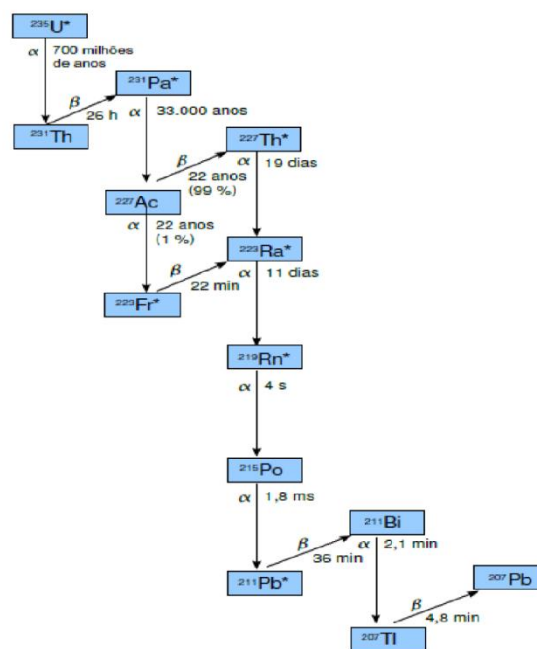 ²³⁵U*
α 700 milhões
de anos
²³¹Pa*
β
26 h
α 33.000 anos
²³¹Th
²²⁷Th*
β
22 anos
(99 %)
α 19 dias
²²⁷Ac
α 22 anos
(1 %)
²²³Ra*
β
22 min
α 11 dias
²²³Fr*
²¹⁹Rn*
α 4 s
²¹⁵Po
α 1,8 ms
²¹¹Bi
β
36 min
α 2,1 min
²¹¹Pb*
²⁰⁷Pb
β
4,8 min
²⁰⁷Tl